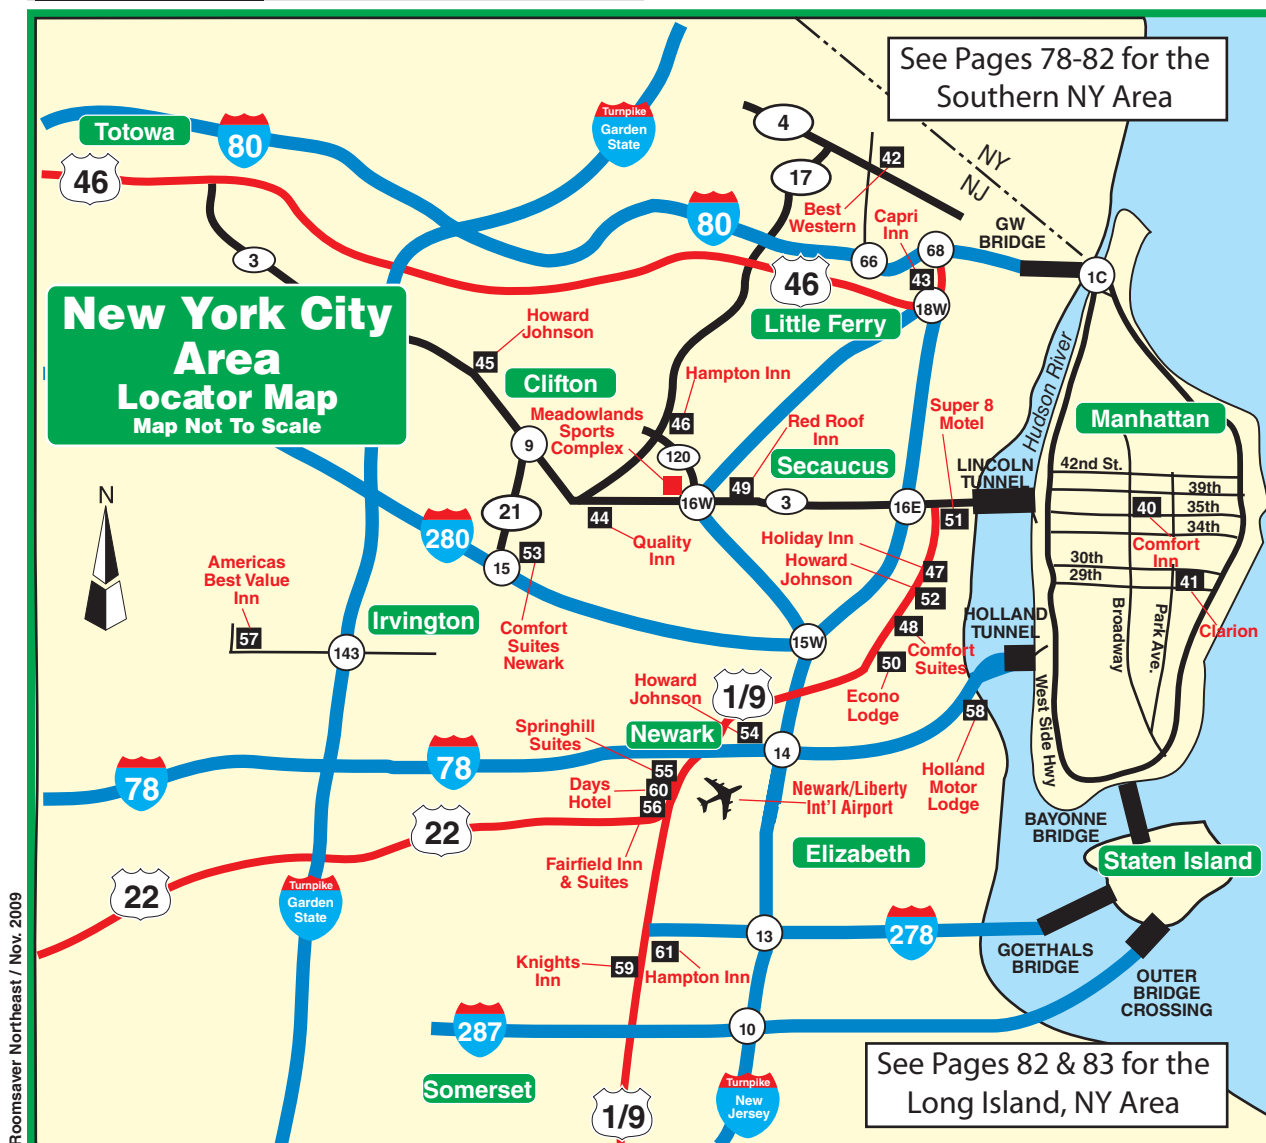 See Pages 78-82 for the
Southern NY Area
Totowa
80
Turnpike
Garden
State
4
46
17
42
NY
NJ
Best
Western
Capri
Inn
GW
BRIDGE
80
3
66
68
43
1C
46
18W
New York City
Area
Locator Map
Map Not To Scale
Little Ferry
Howard
Johnson
45
Clifton
Hampton Inn
Hudson River
Meadowlands
Sports
Complex
46
Red Roof
Inn
Super 8
Motel
Manhattan
9
120
Secaucus
LINCOLN
TUNNEL
42nd St.
39th
35th
34th
30th
29th
40
Comfort
Inn
41
Clarion
Broadway
Park Ave.
West Side Hwy
N
49
16W
3
16E
51
21
44
Quality
Inn
280
53
15
Comfort
Suites
Newark
Holiday Inn
47
Howard
Johnson
52
Americas
Best Value
Inn
57
143
Irvington
HOLLAND
TUNNEL
48
Comfort
Suites
15W
50
Econo
Lodge
Howard
Johnson
1/9
54
58
Holland
Motor
Lodge
Springhill
Suites
Newark
14
78
78
55
Days
Hotel
60
56
Newark/Liberty
Int'l Airport
BAYONNE
BRIDGE
22
22
Fairfield Inn
& Suites
Elizabeth
Staten Island
Turnpike
Garden
State
13
278
GOETHALS
BRIDGE
OUTER
BRIDGE
CROSSING
Knights
Inn
59
61
Hampton Inn
287
10
Somerset
1/9
Turnpike
New
Jersey
See Pages 82 & 83 for the
Long Island, NY Area
Roomsaver Northeast / Nov. 2009